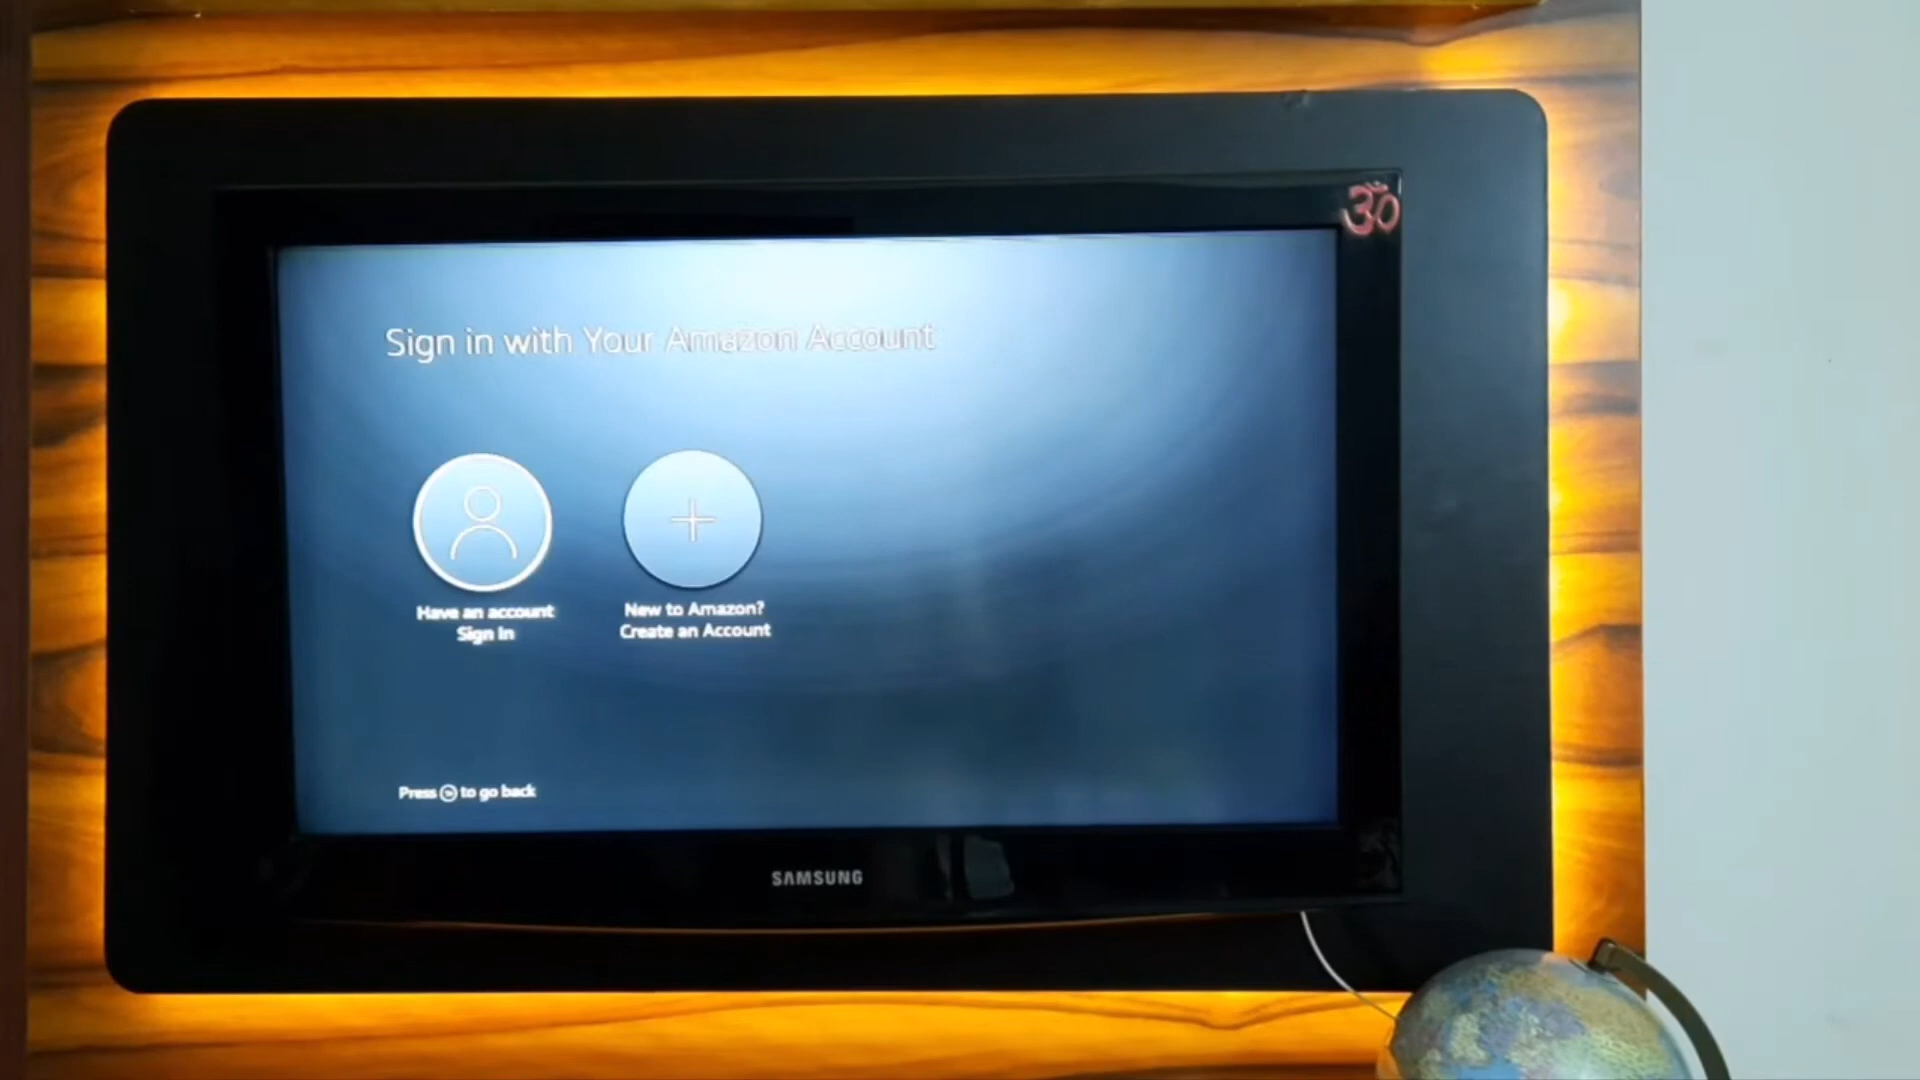 ॐ
Sign in with Your Amazon Account
Have an account
Sign In
New to Amazon?
Create an Account
Press to go back
SAMSUNG